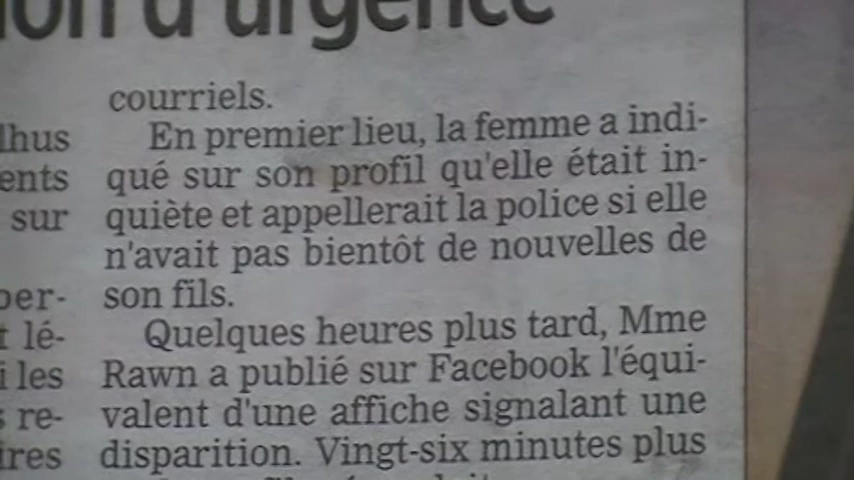 d'urgence
courriels.
En premier lieu, la femme a indi-
qué sur son profil qu'elle était in-
quiète et appellerait la police si elle
n'avait pas bientôt de nouvelles de
son fils.
Quelques heures plus tard, Mme
Rawn a publié sur Facebook l'équi-
valent d'une affiche signalant une
disparition. Vingt-six minutes plus
lhus
ents
sur
per-
t lé-
i les
s re-
ires